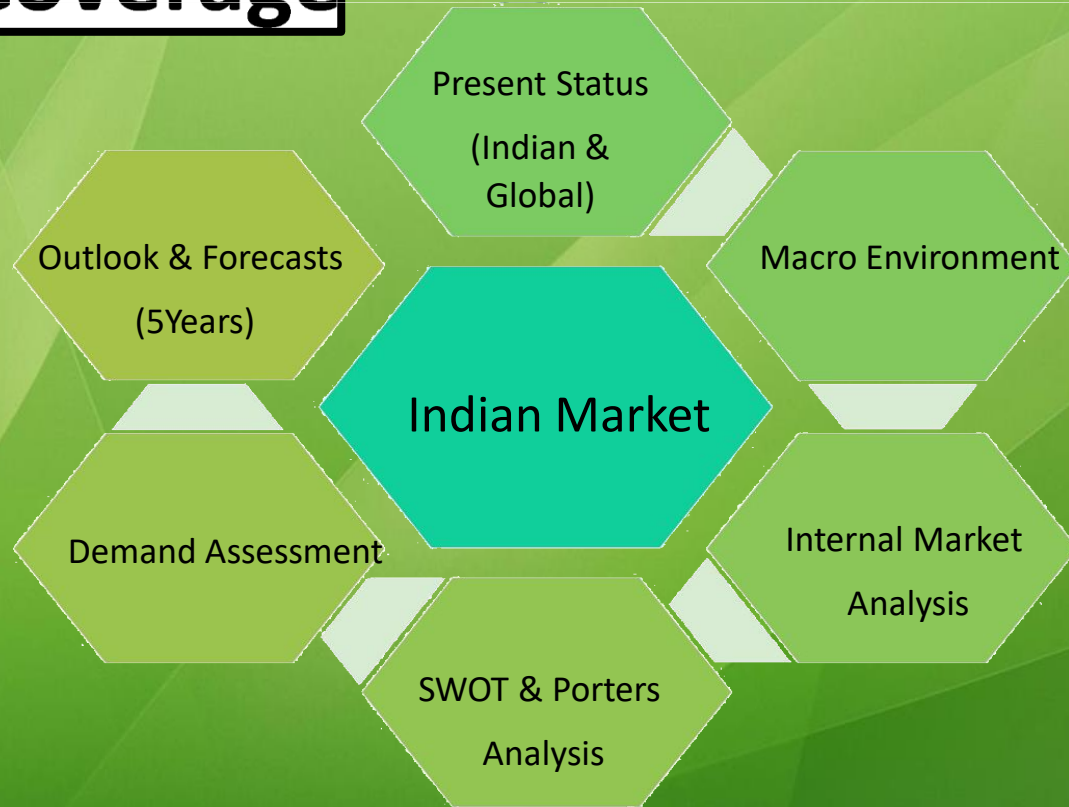 Coverage
Present Status
(Indian &
Global)
Macro Environment
Internal Market
Analysis
SWOT & Porters
Analysis
Demand Assessment
Outlook & Forecasts
(5Years)
Indian Market